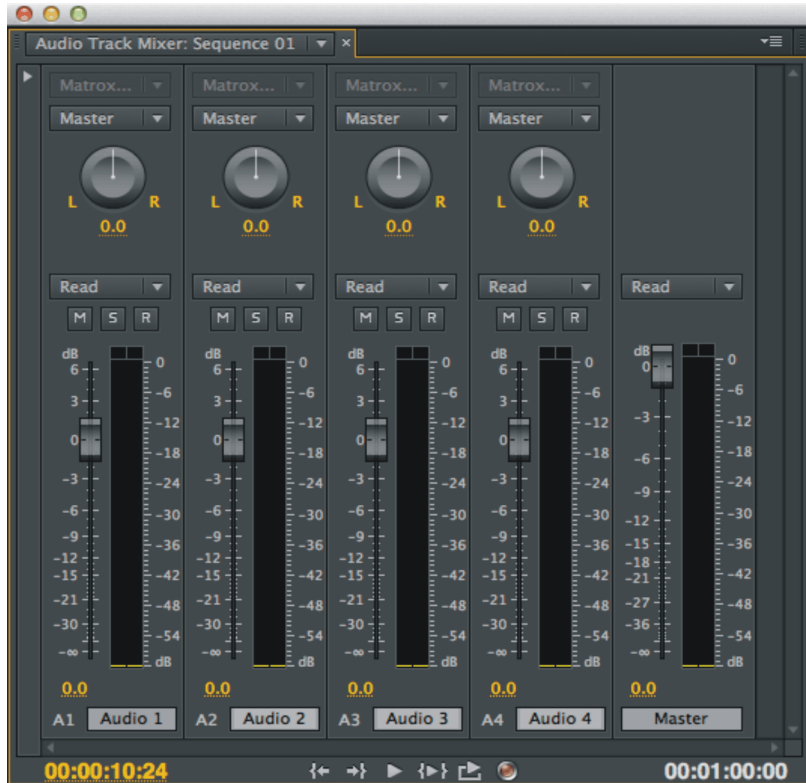 Audio Track Mixer: Sequence 01
Matrox... Matrox... Matrox... Matrox...
Master Master Master Master
L R L R L R L R
0.0 0.0 0.0 0.0
Read Read Read Read Read
M S R M S R M S R M S R
dB dB dB dB dB
6 0 6 0 6 0 6 0 0 0
3 -6 3 -6 3 -6 3 -6 -3 -6
0 -12 0 -12 0 -12 0 -12 -6 -12
-3 -18 -3 -18 -3 -18 -3 -18 -9 -18
-6 -24 -6 -24 -6 -24 -6 -24 -12 -24
-9 -30 -9 -30 -9 -30 -9 -30 -15 -30
-12 -36 -12 -36 -12 -36 -12 -36 -18 -36
-15 -42 -15 -42 -15 -42 -15 -42 -21 -42
-21 -48 -21 -48 -21 -48 -21 -48 -27 -48
-30 -54 -30 -54 -30 -54 -30 -54 -36 -54
-∞ dB -∞ dB -∞ dB -∞ dB -∞ dB
0.0 0.0 0.0 0.0 0.0
A1 Audio 1 A2 Audio 2 A3 Audio 3 A4 Audio 4 Master
00:00:10:24 00:01:00:00